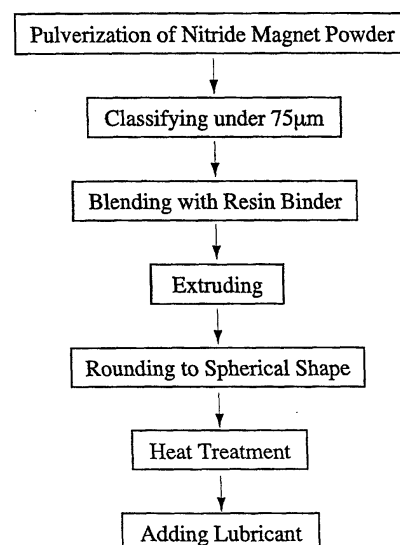 Pulverization of Nitride Magnet Powder
Classifying under 75μm
Blending with Resin Binder
Extruding
Rounding to Spherical Shape
Heat Treatment
Adding Lubricant